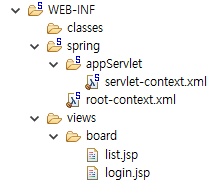 WEB-INF
classes
spring
appServlet
servlet-context.xml
root-context.xml
views
board
list.jsp
login.jsp